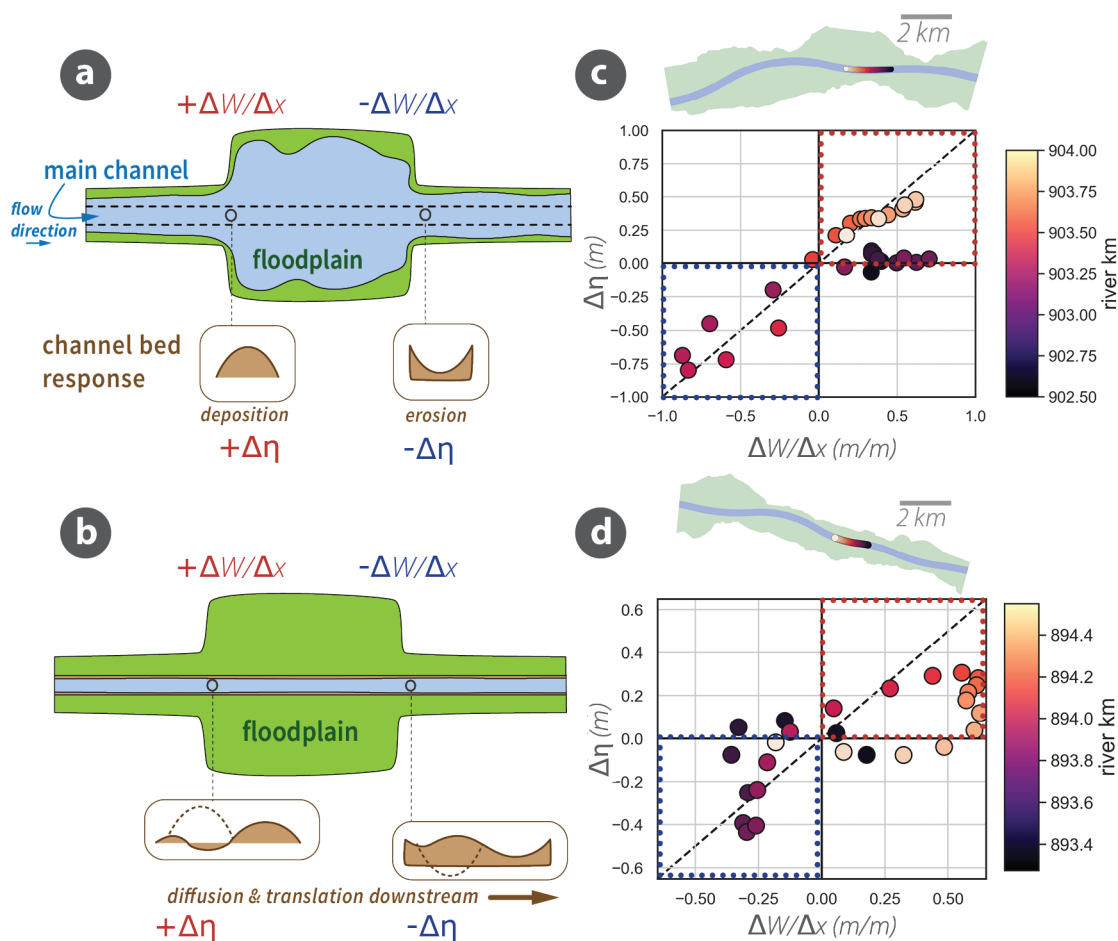 a
+ΔW/Δx
-ΔW/Δx
main channel
flow
direction
floodplain
channel bed
response
deposition
erosion
+Δη
-Δη
b
+ΔW/Δx
-ΔW/Δx
floodplain
diffusion & translation downstream
+Δη
-Δη
c
2 km
1.00
0.75
0.50
0.25
0.00
−0.25
−0.50
−0.75
−1.00
Δη (m)
−1.0
−0.5
0.0
0.5
1.0
ΔW/Δx (m/m)
904.00
903.75
903.50
903.25
903.00
902.75
902.50
river km
d
2 km
0.6
0.4
0.2
0.0
−0.2
−0.4
−0.6
Δη (m)
−0.50
−0.25
0.00
0.25
0.50
ΔW/Δx (m/m)
894.4
894.2
894.0
893.8
893.6
893.4
river km